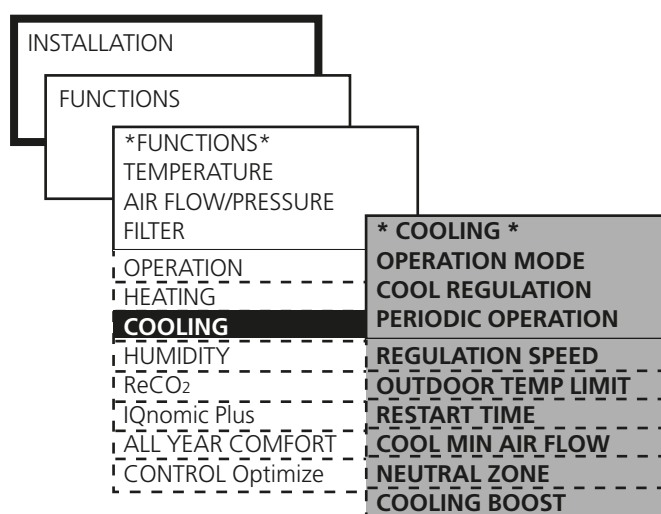 INSTALLATION
FUNCTIONS
*FUNCTIONS*
TEMPERATURE
AIR FLOW/PRESSURE
FILTER
OPERATION
HEATING
COOLING
HUMIDITY
ReCO₂
IQnomic Plus
ALL YEAR COMFORT
CONTROL Optimize
* COOLING *
OPERATION MODE
COOL REGULATION
PERIODIC OPERATION
REGULATION SPEED
OUTDOOR TEMP LIMIT
RESTART TIME
COOL MIN AIR FLOW
NEUTRAL ZONE
COOLING BOOST